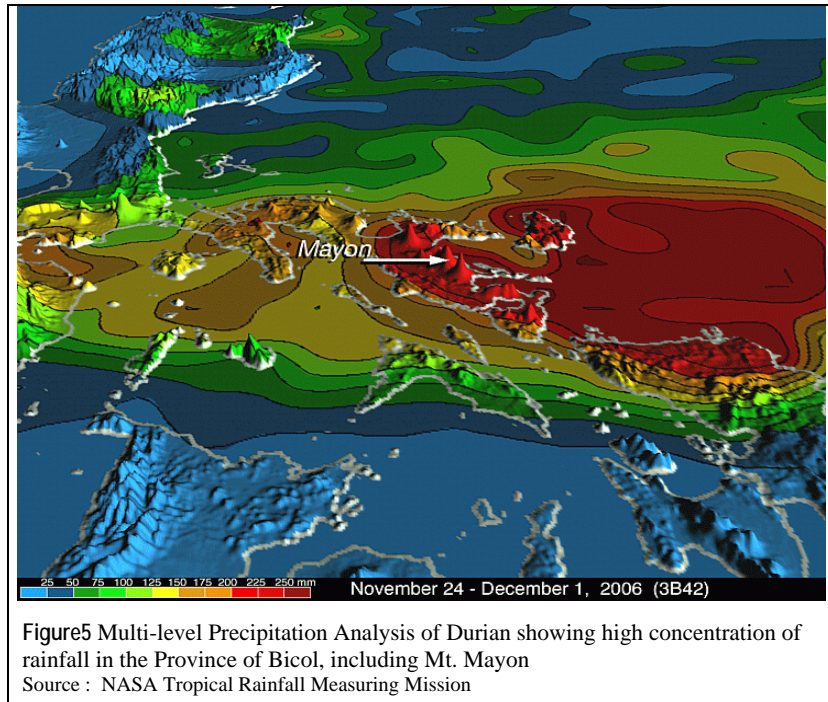 Mayon
25 50 75 100 125 150 175 200 225 250 mm
November 24 - December 1, 2006 (3B42)
Figure5 Multi-level Precipitation Analysis of Durian showing high concentration of
rainfall in the Province of Bicol, including Mt. Mayon
Source : NASA Tropical Rainfall Measuring Mission